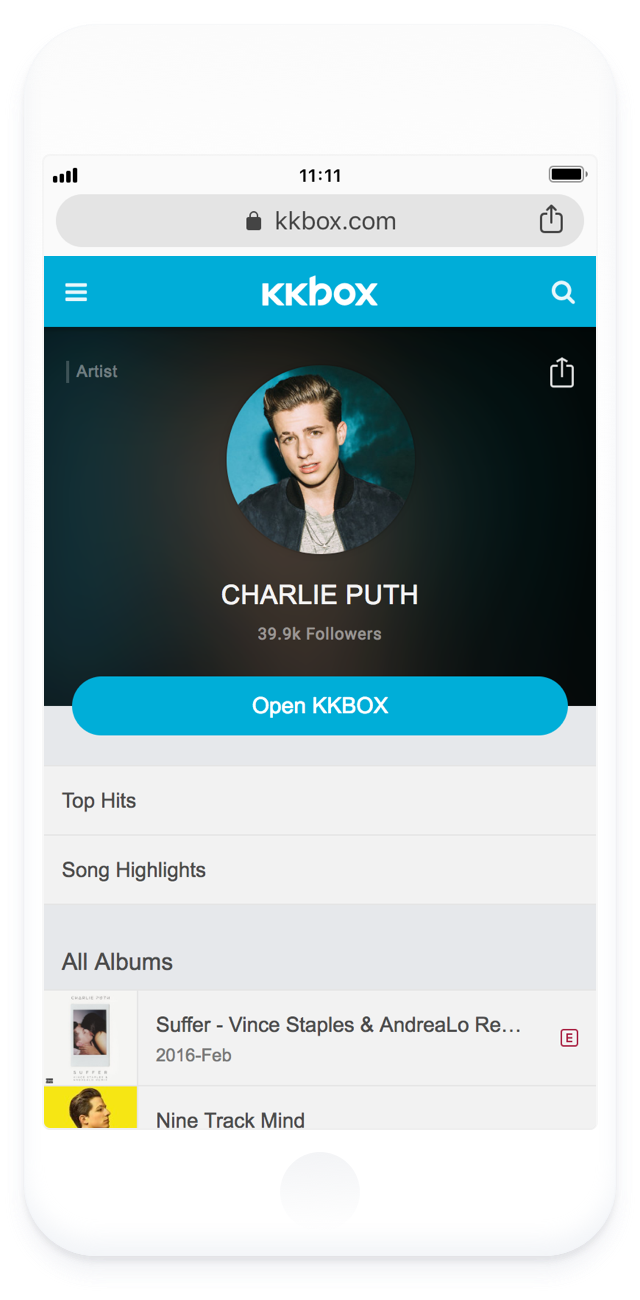 11:11
kkbox.com
KKBOX
Artist
CHARLIE PUTH
39.9k Followers
Open KKBOX
Top Hits
Song Highlights
All Albums
CHARLIE PUTH
SUFFER
Suffer - Vince Staples & AndreaLo Re…
2016-Feb
E
Nine Track Mind